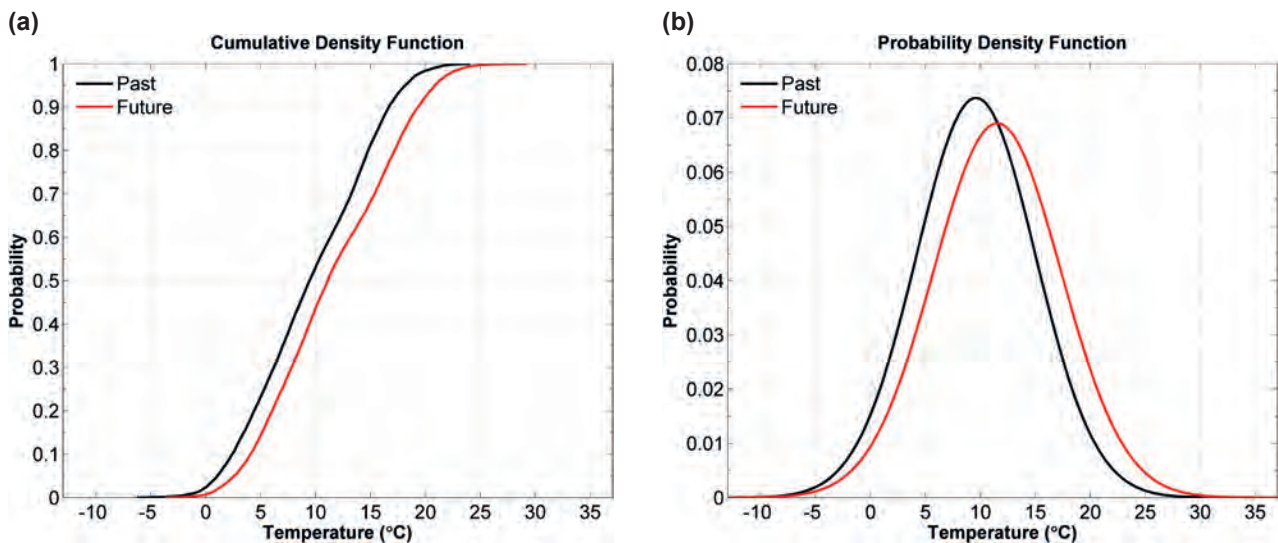 (a)
Cumulative Density Function
Past
Future
1
0.9
0.8
0.7
0.6
0.5
0.4
0.3
0.2
0.1
0
Probability
-10 -5 0 5 10 15 20 25 30 35
Temperature (°C)
(b)
Probability Density Function
Past
Future
0.08
0.07
0.06
0.05
0.04
0.03
0.02
0.01
0
Probability
-10 -5 0 5 10 15 20 25 30 35
Temperature (°C)